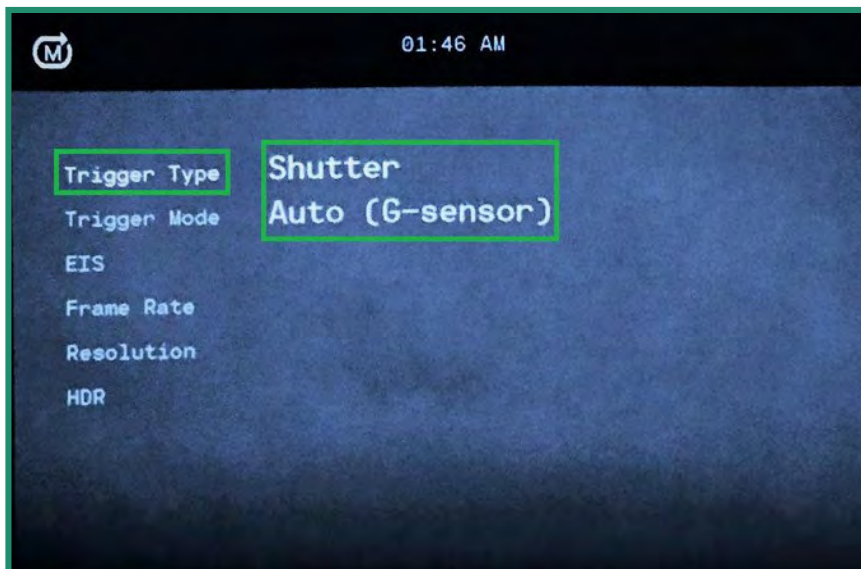 M
01:46 AM
Trigger Type
Shutter
Auto (G-sensor)
Trigger Mode
EIS
Frame Rate
Resolution
HDR